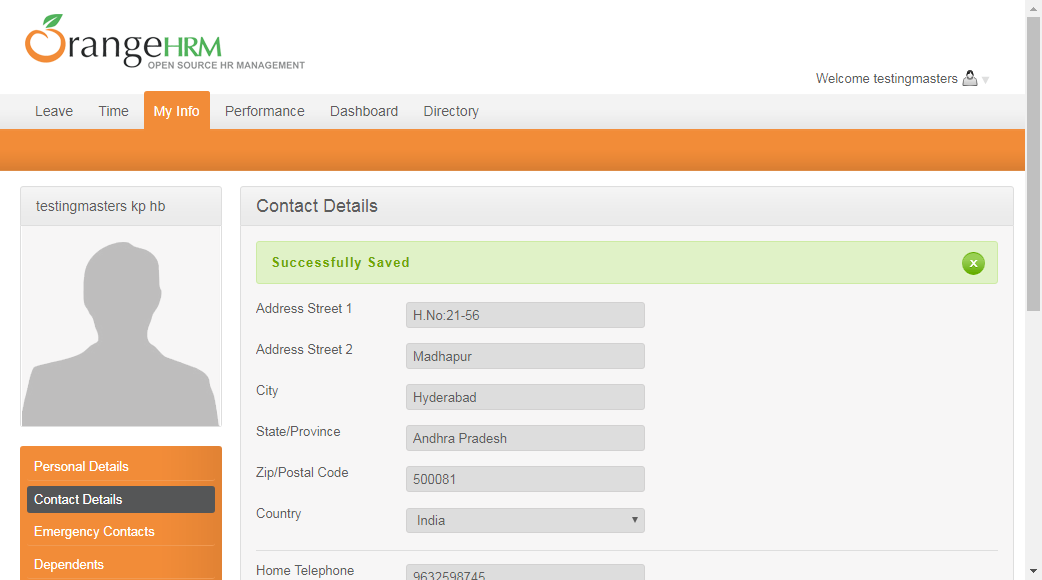 OrangeHRM
OPEN SOURCE HR MANAGEMENT
Welcome testingmasters
Leave Time My Info Performance Dashboard Directory
testingmasters kp hb
Personal Details
Contact Details
Emergency Contacts
Dependents
Contact Details
Successfully Saved
Address Street 1 H.No:21-56
Address Street 2 Madhapur
City Hyderabad
State/Province Andhra Pradesh
Zip/Postal Code 500081
Country India
Home Telephone 9632598745